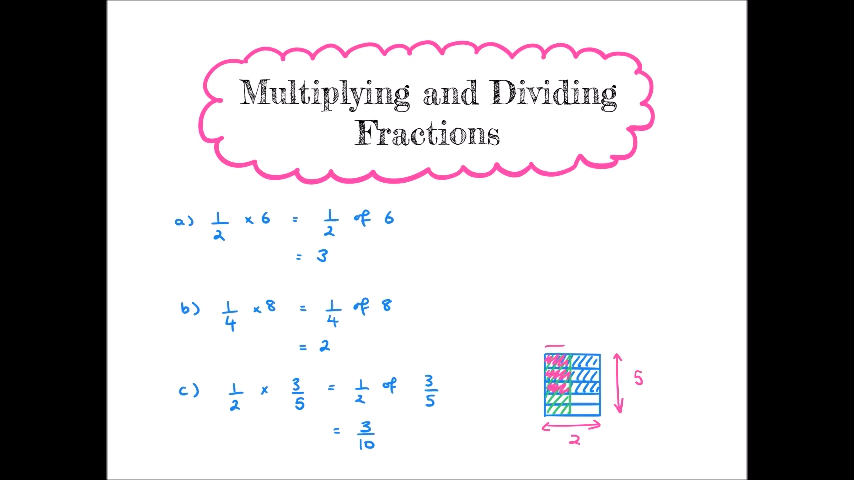 Multiplying and Dividing
Fractions
a) 1/2 × 6 = 1/2 of 6
= 3
b) 1/4 × 8 = 1/4 of 8
= 2
c) 1/2 × 3/5 = 1/2 of 3/5
= 3/10
5
2